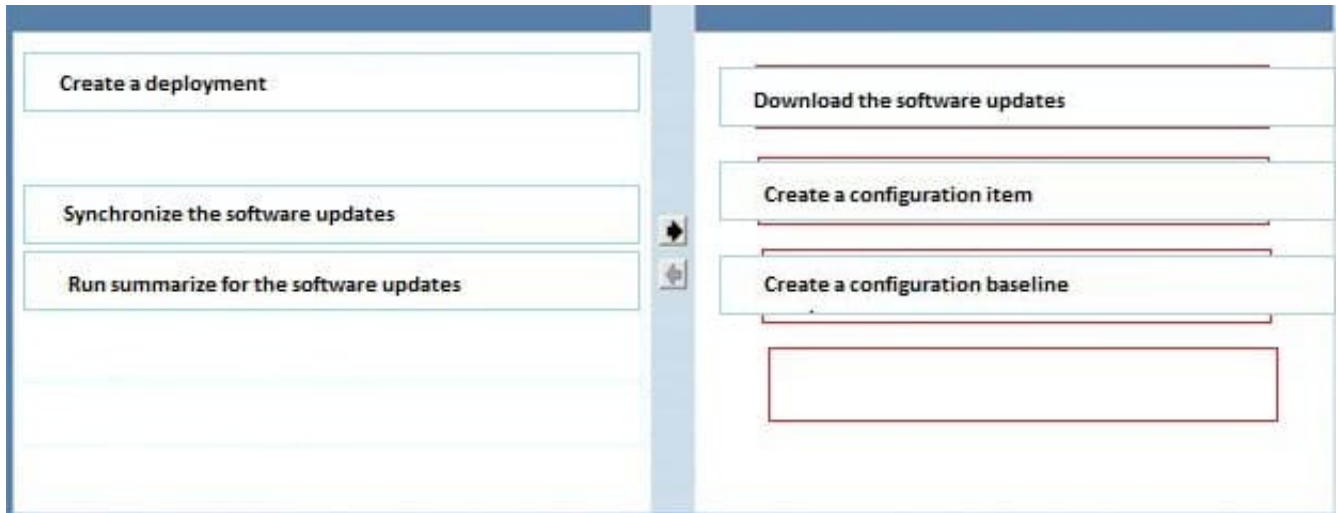 Create a deployment
Synchronize the software updates
Run summarize for the software updates
Download the software updates
Create a configuration item
Create a configuration baseline